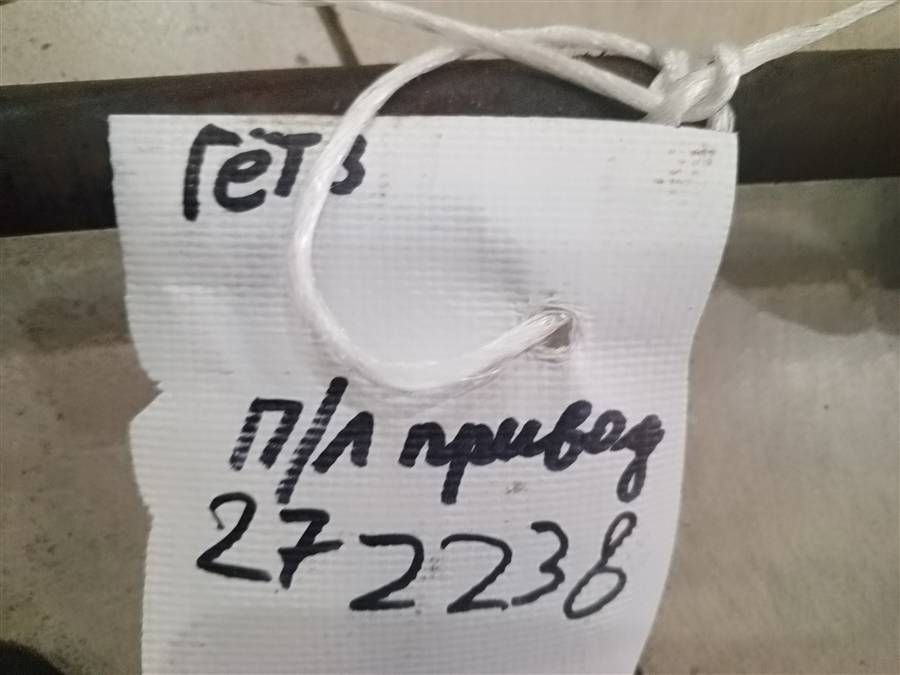 Гетз
п/л привод
272238